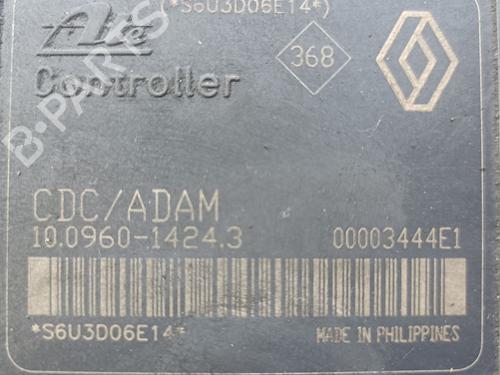 (*S6U3D06E14*)
Ate
368
Controller
CDC/ADAM
10.0960-1424.3 00003444E1
*S6U3D06E14*
MADE IN PHILIPPINES
B-PARTS